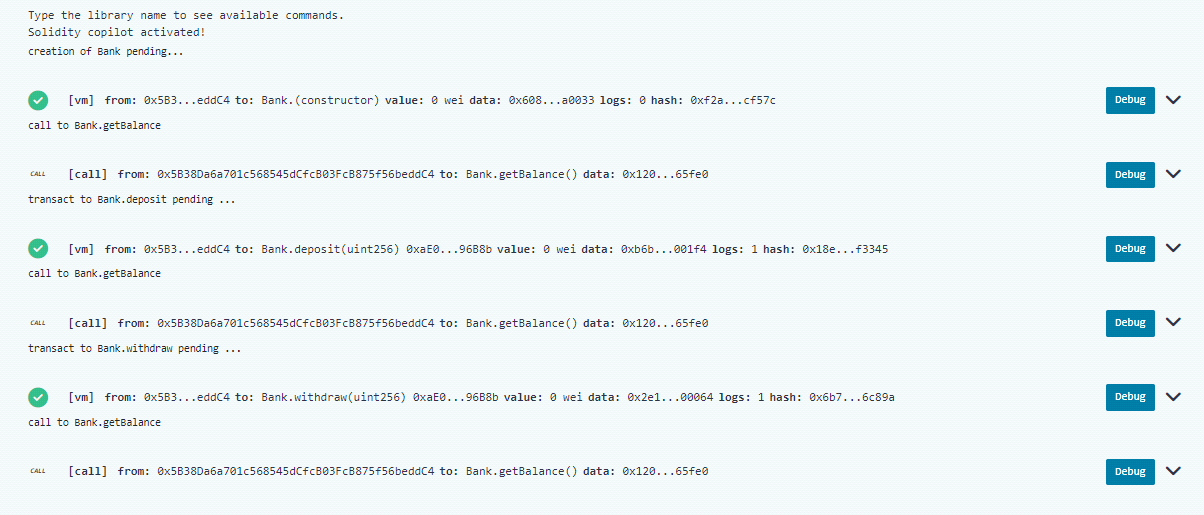 Type the library name to see available commands.
Solidity copilot activated!
creation of Bank pending...
[vm] from: 0x5B3...eddC4 to: Bank.(constructor) value: 0 wei data: 0x608...a0033 logs: 0 hash: 0xf2a...cf57c Debug
call to Bank.getBalance
CALL [call] from: 0x5B38Da6a701c568545dCfcB03FcB875f56beddC4 to: Bank.getBalance() data: 0x120...65fe0 Debug
transact to Bank.deposit pending ...
[vm] from: 0x5B3...eddC4 to: Bank.deposit(uint256) 0xaE0...96B8b value: 0 wei data: 0xb6b...001f4 logs: 1 hash: 0x18e...f3345 Debug
call to Bank.getBalance
CALL [call] from: 0x5B38Da6a701c568545dCfcB03FcB875f56beddC4 to: Bank.getBalance() data: 0x120...65fe0 Debug
transact to Bank.withdraw pending ...
[vm] from: 0x5B3...eddC4 to: Bank.withdraw(uint256) 0xaE0...96B8b value: 0 wei data: 0x2e1...00064 logs: 1 hash: 0x6b7...6c89a Debug
call to Bank.getBalance
CALL [call] from: 0x5B38Da6a701c568545dCfcB03FcB875f56beddC4 to: Bank.getBalance() data: 0x120...65fe0 Debug